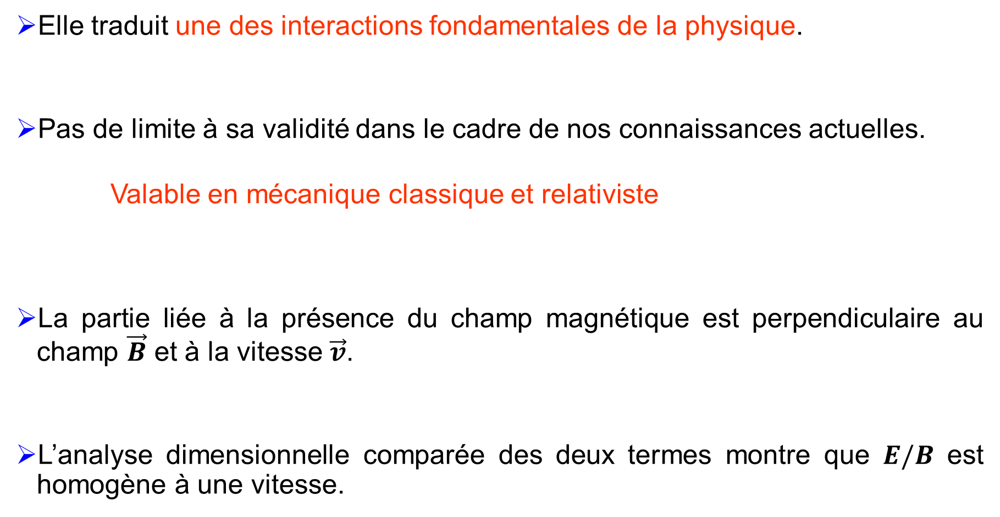 ➢Elle traduit une des interactions fondamentales de la physique.
➢Pas de limite à sa validité dans le cadre de nos connaissances actuelles.
Valable en mécanique classique et relativiste
➢La partie liée à la présence du champ magnétique est perpendiculaire au
champ $\vec{B}$ et à la vitesse $\vec{v}$.
➢L’analyse dimensionnelle comparée des deux termes montre que E/B est
homogène à une vitesse.